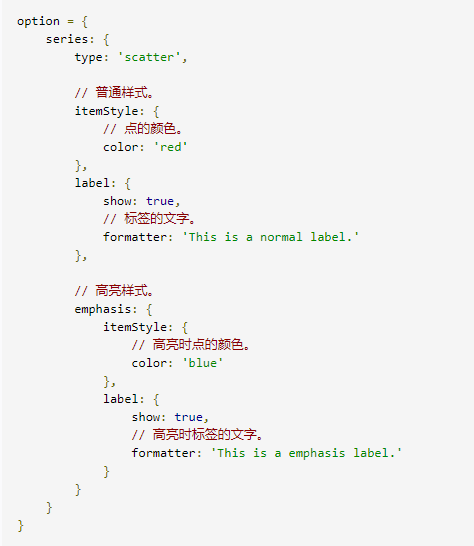 option = {
    series: {
        type: 'scatter',

        // 普通样式。
        itemStyle: {
            // 点的颜色。
            color: 'red'
        },
        label: {
            show: true,
            // 标签的文字。
            formatter: 'This is a normal label.'
        },

        // 高亮样式。
        emphasis: {
            itemStyle: {
                // 高亮时点的颜色。
                color: 'blue'
            },
            label: {
                show: true,
                // 高亮时标签的文字。
                formatter: 'This is a emphasis label.'
            }
        }
    }
}